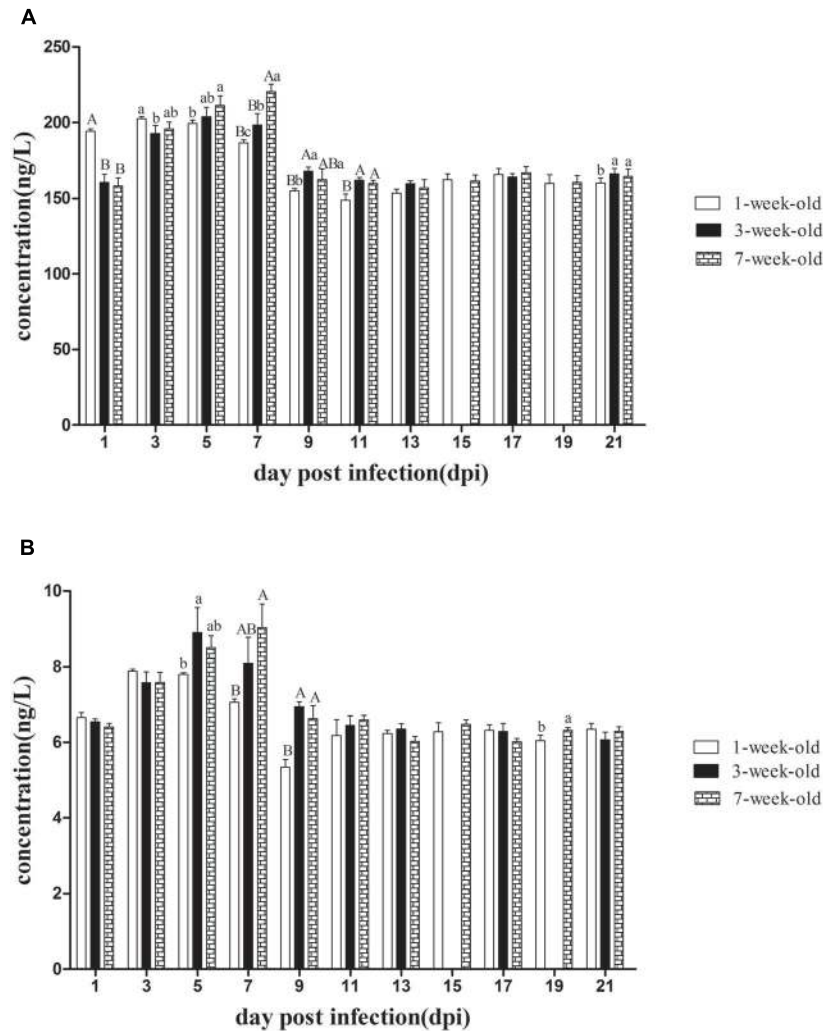 A
250
200
150
100
50
0
concentration(ng/L)
A B B
a b ab
b ab a
Bc Bb Aa
Bb Aa ABa
B A A
b a a
1 3 5 7 9 11 13 15 17 19 21
day post infection(dpi)
1-week-old
3-week-old
7-week-old
B
10
8
6
4
2
0
concentration(ng/L)
b a ab
B AB A
B A A
b a
1 3 5 7 9 11 13 15 17 19 21
day post infection(dpi)
1-week-old
3-week-old
7-week-old